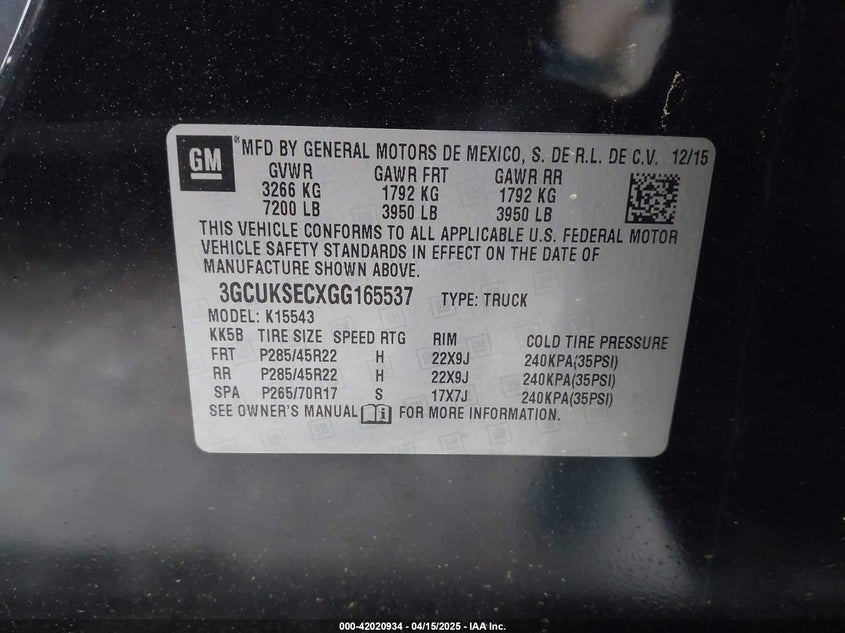 GM ® MFD BY GENERAL MOTORS DE MEXICO, S. DE R.L. DE C.V. 12/15
GVWR GAWR FRT GAWR RR
3266 KG 1792 KG 1792 KG
7200 LB 3950 LB 3950 LB
THIS VEHICLE CONFORMS TO ALL APPLICABLE U.S. FEDERAL MOTOR
VEHICLE SAFETY STANDARDS IN EFFECT ON THE DATE OF
MANUFACTURE SHOWN ABOVE.
3GCUKSECXGG165537 TYPE: TRUCK
MODEL: K15543
KK5B TIRE SIZE SPEED RTG RIM COLD TIRE PRESSURE
FRT P285/45R22 H 22X9J 240KPA(35PSI)
RR P285/45R22 H 22X9J 240KPA(35PSI)
SPA P265/70R17 S 17X7J 240KPA(35PSI)
SEE OWNER'S MANUAL i FOR MORE INFORMATION.
000-42020934 - 04/15/2025 - IAA Inc.